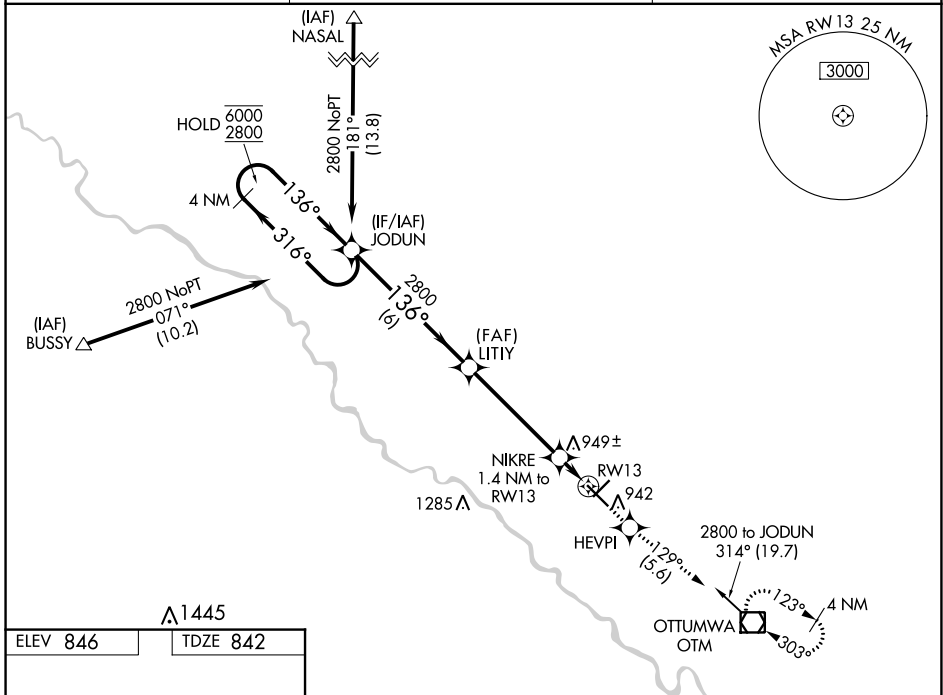 (IAF)
NASAL
MSA RW13 25 NM
3000
HOLD 6000
2800
2800 NoPT
181°
(13.8)
4 NM
136°
316°
(IF/IAF)
JODUN
2800 NoPT
071°
(10.2)
(IAF)
BUSSY
2800
136°
(6)
(FAF)
LITIY
949±
NIKRE
1.4 NM to
RW13
RW13
1285
942
HEVPI
2800 to JODUN
314° (19.7)
129°
(5.6)
123°
4 NM
OTTUMWA
OTM
303°
1445
ELEV 846
TDZE 842